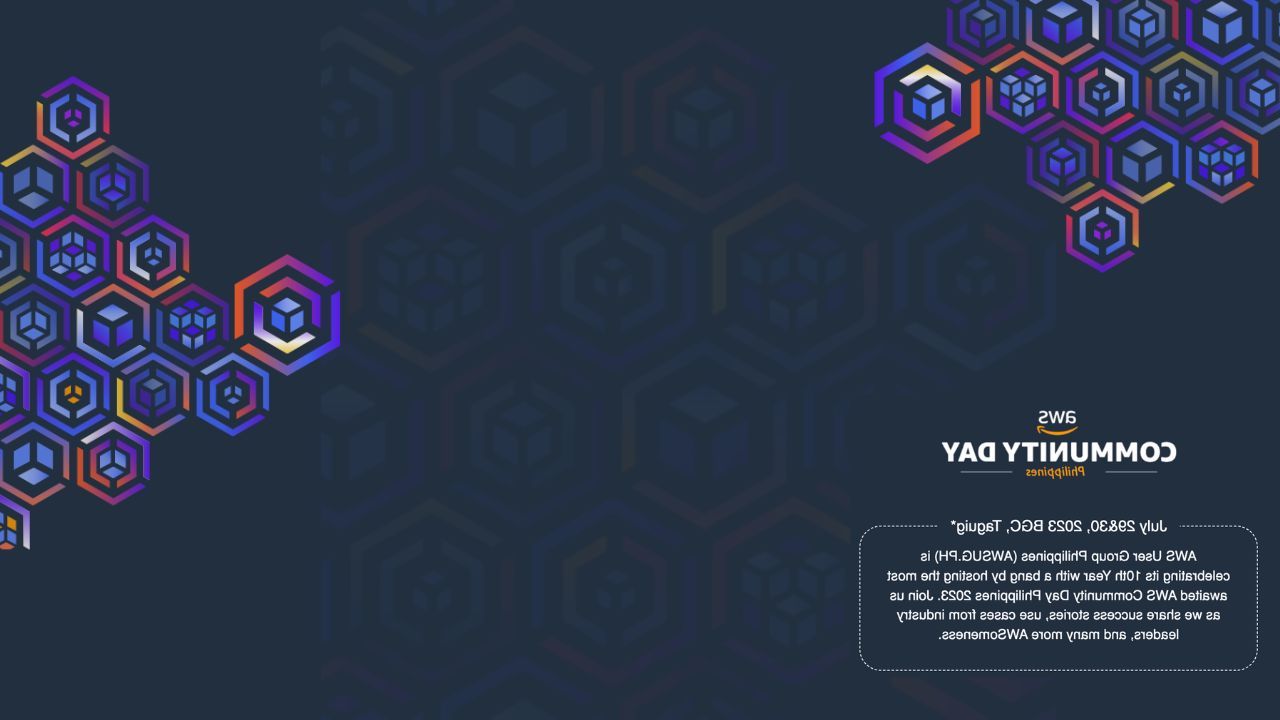 aws
COMMUNITY DAY
Philippines
July 29&30, 2023 BGC, Taguig*
AWS User Group Philippines (AWSUG.PH) is
celebrating its 10th Year with a bang by hosting the most
awaited AWS Community Day Philippines 2023. Join us
as we share success stories, use cases from industry
leaders, and many more AWSomeness.